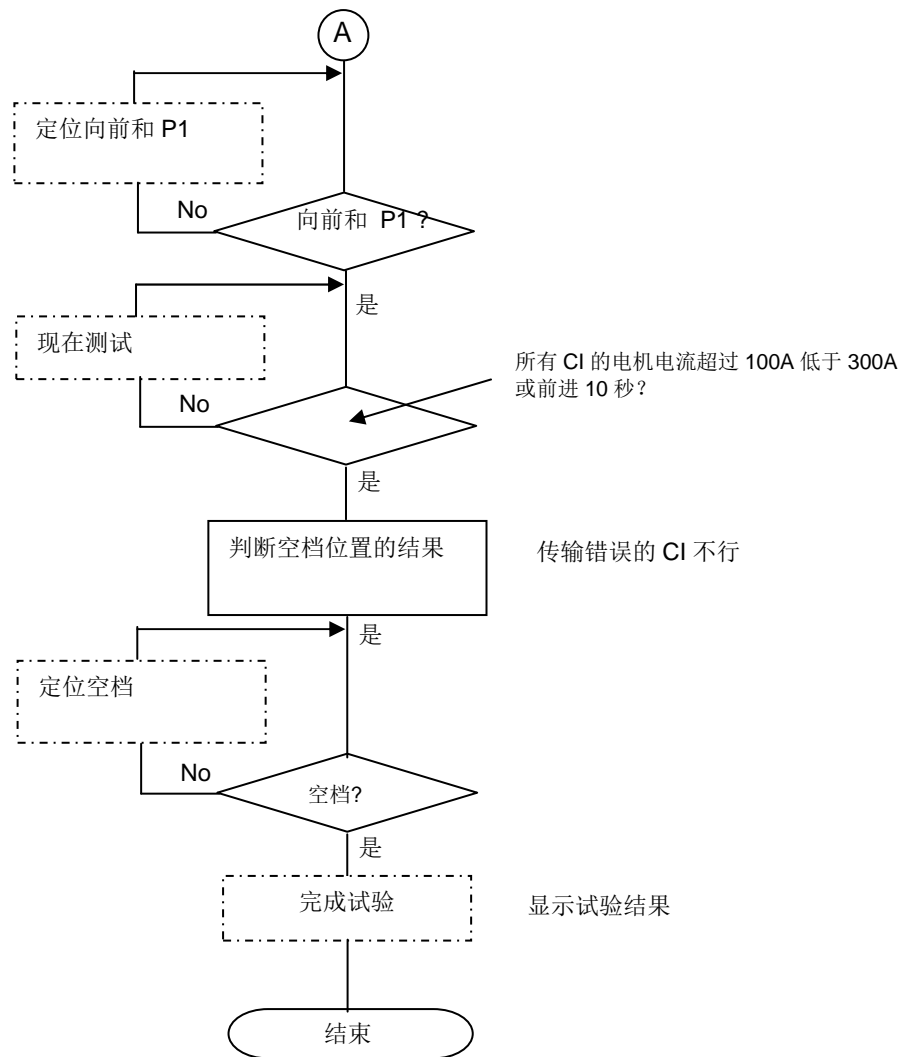 A
定位向前和 P1
No
向前和 P1 ?
是
现在测试
所有 CI 的电机电流超过 100A 低于 300A
或前进 10 秒?
No
是
判断空档位置的结果
传输错误的 CI 不行
是
定位空档
No
空档?
是
完成试验
显示试验结果
结束